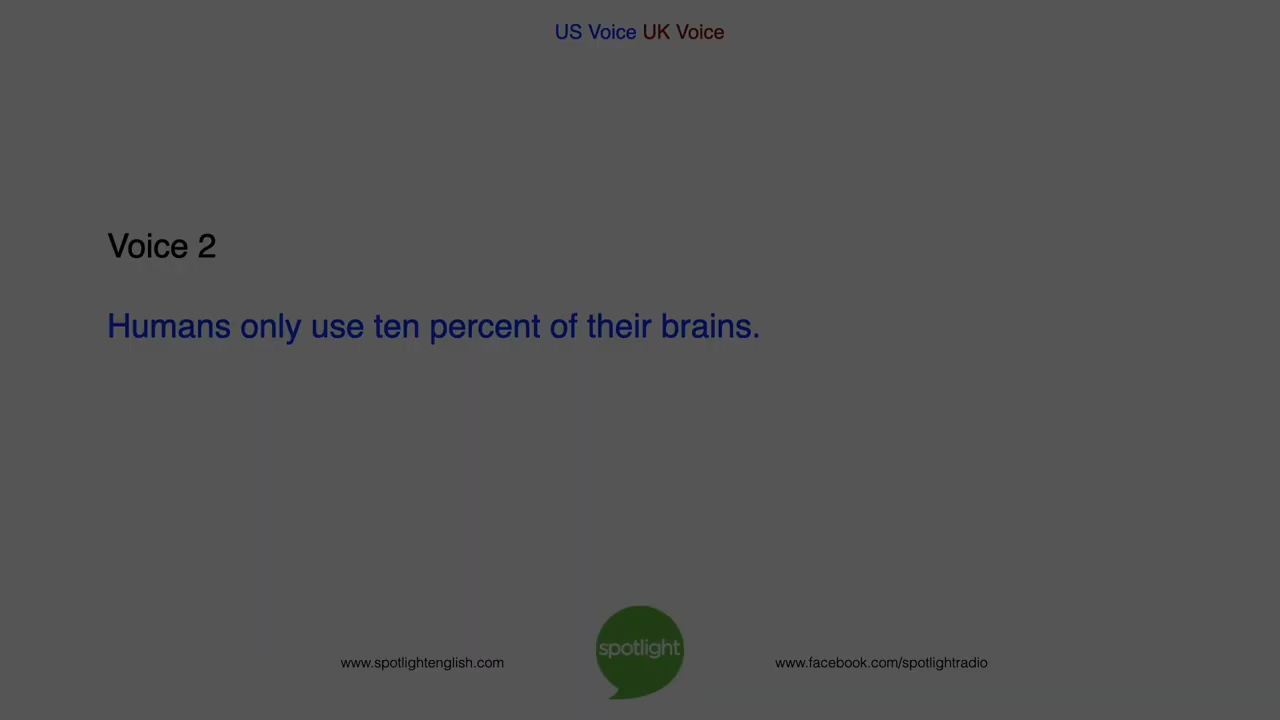 US Voice UK Voice
Voice 2
Humans only use ten percent of their brains.
spotlight
www.spotlightenglish.com
www.facebook.com/spotlightradio